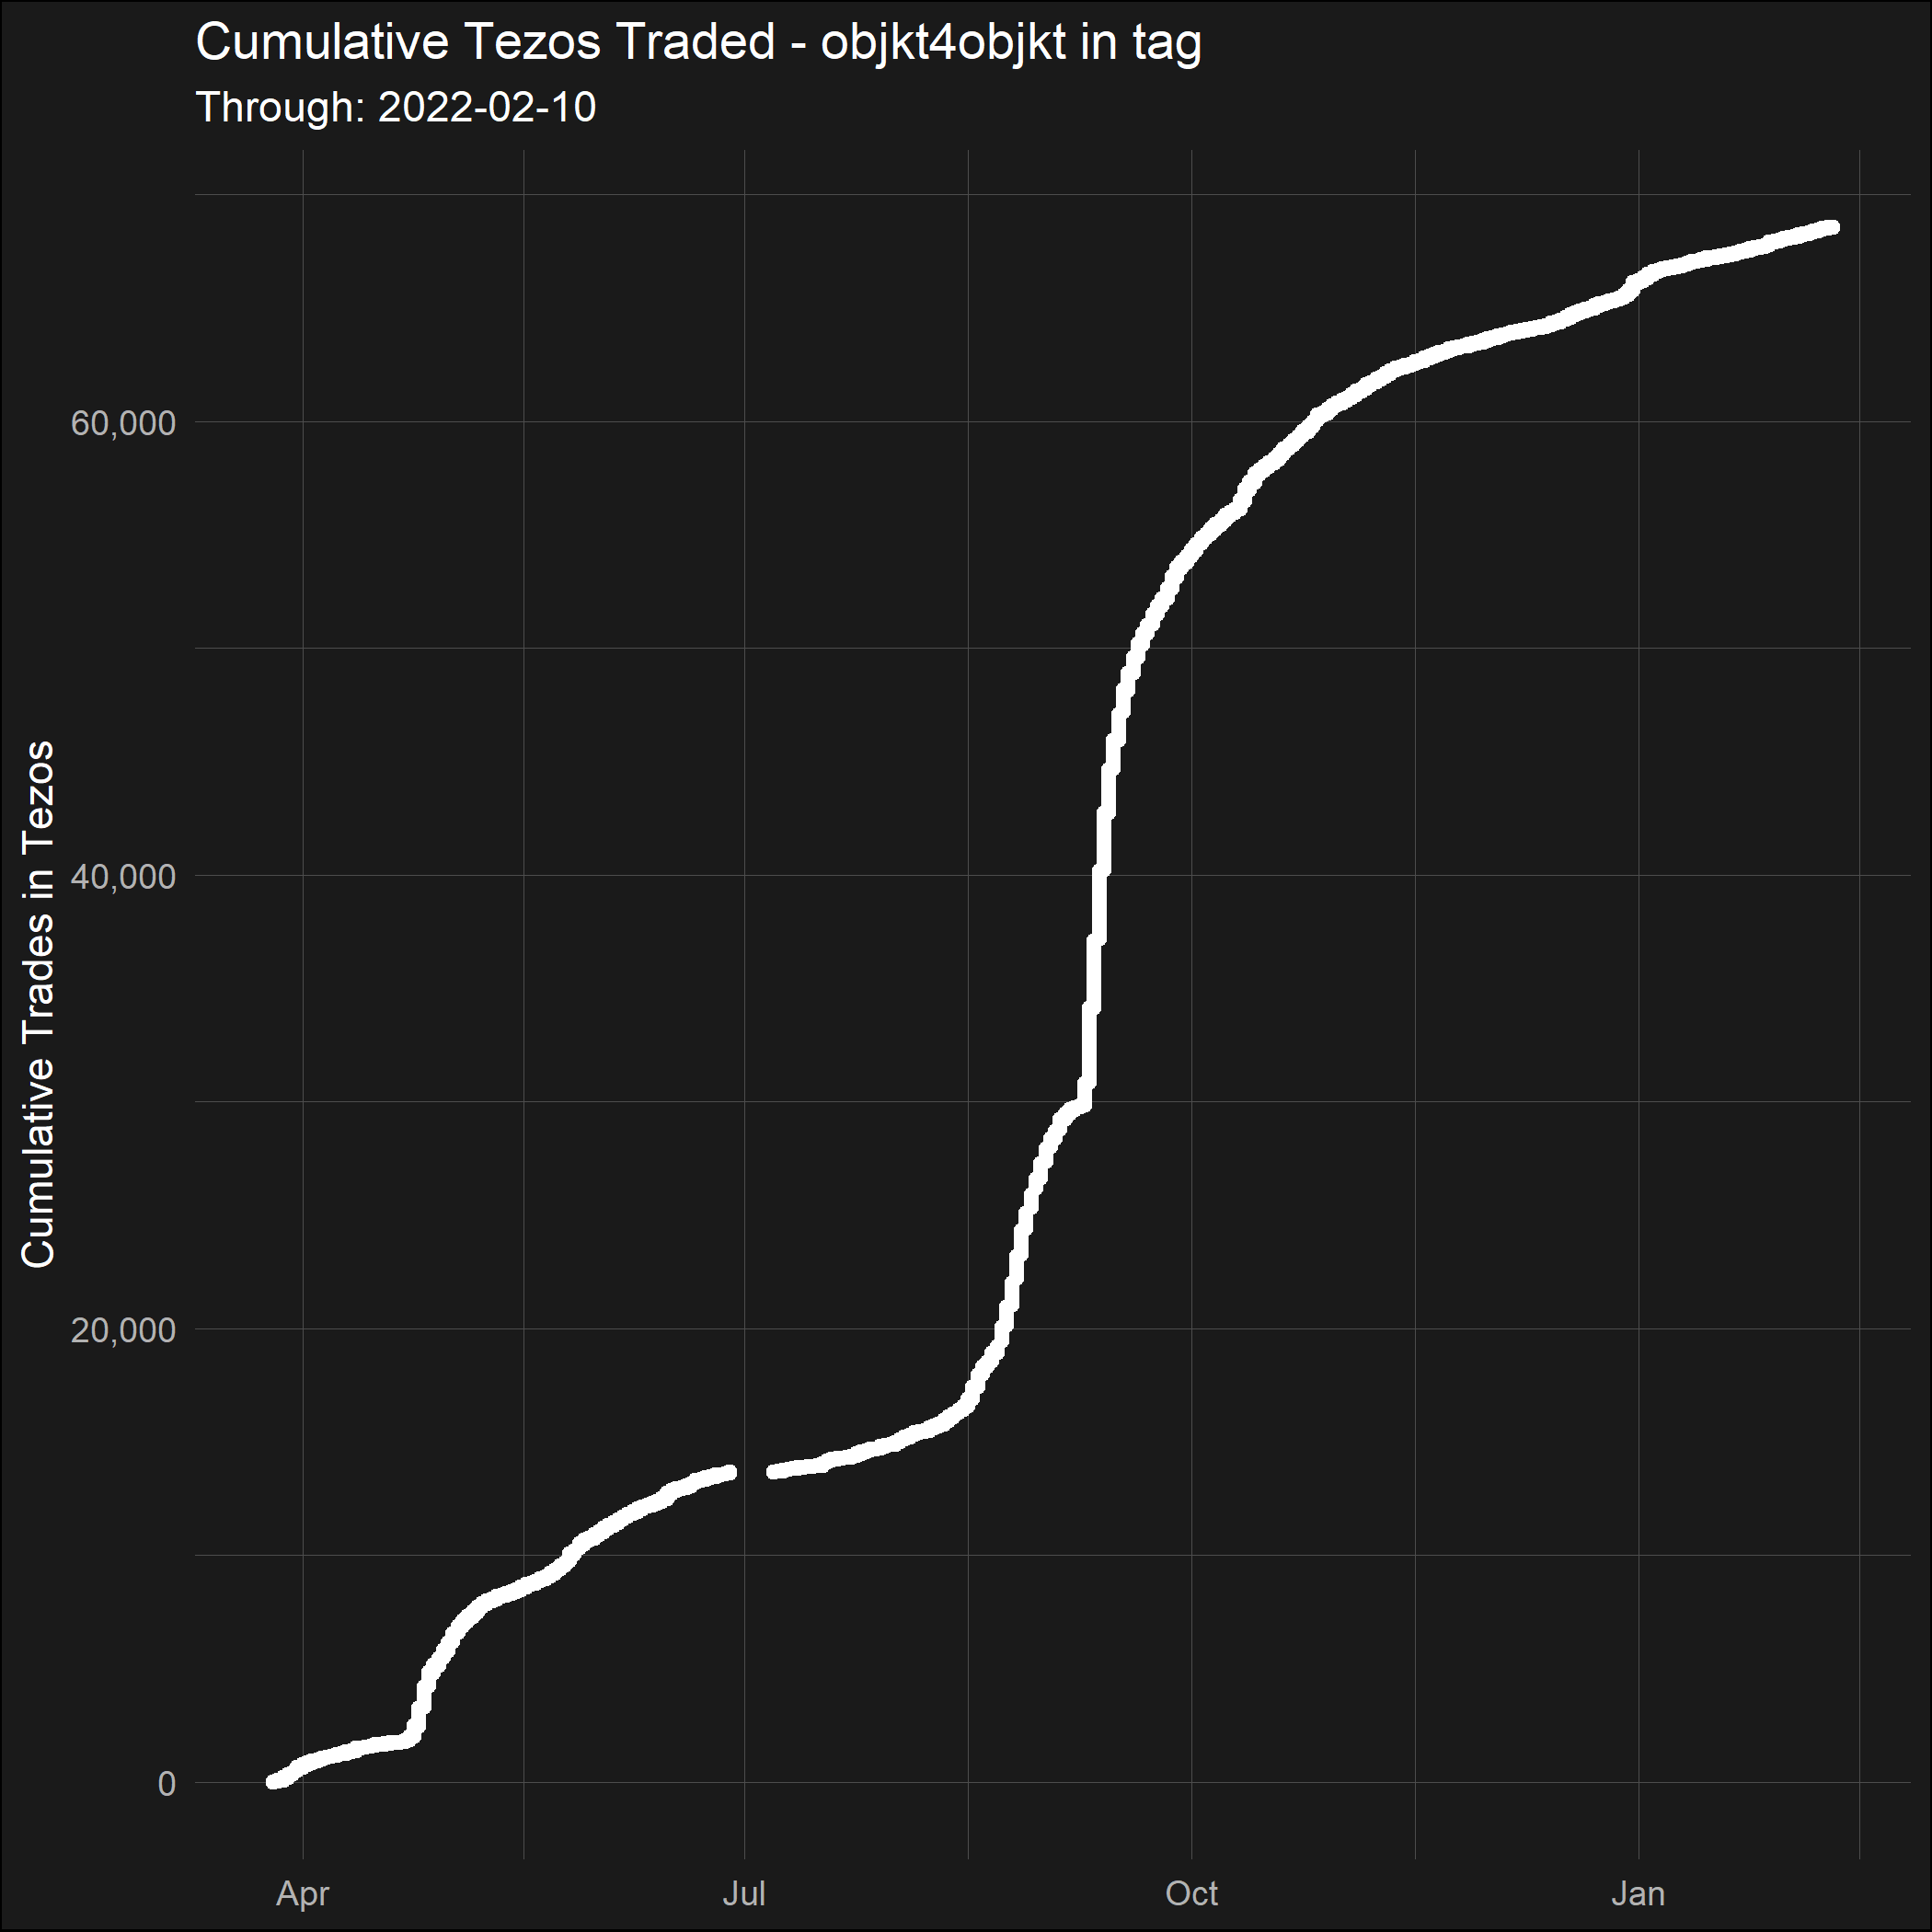 Cumulative Tezos Traded - objkt4objkt in tag
Through: 2022-02-10
Cumulative Trades in Tezos
60,000
40,000
20,000
0
Apr
Jul
Oct
Jan